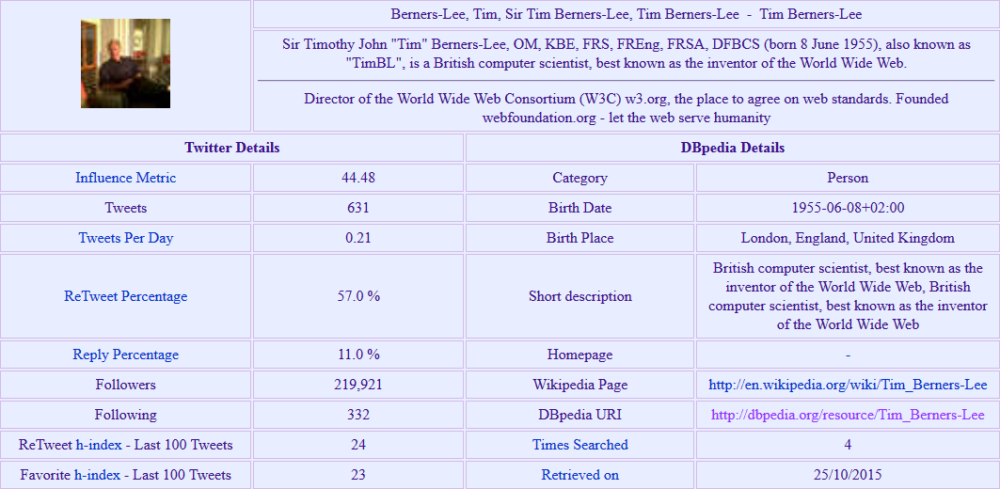 Berners-Lee, Tim, Sir Tim Berners-Lee, Tim Berners-Lee - Tim Berners-Lee
Sir Timothy John "Tim" Berners-Lee, OM, KBE, FRS, FREng, FRSA, DFBCS (born 8 June 1955), also known as
"TimBL", is a British computer scientist, best known as the inventor of the World Wide Web.
Director of the World Wide Web Consortium (W3C) w3.org, the place to agree on web standards. Founded
webfoundation.org - let the web serve humanity
Twitter Details
DBpedia Details
Influence Metric
44.48
Category
Person
Tweets
631
Birth Date
1955-06-08+02:00
Tweets Per Day
0.21
Birth Place
London, England, United Kingdom
ReTweet Percentage
57.0 %
Short description
British computer scientist, best known as the
inventor of the World Wide Web, British
computer scientist, best known as the inventor
of the World Wide Web
Reply Percentage
11.0 %
Homepage
-
Followers
219,921
Wikipedia Page
http://en.wikipedia.org/wiki/Tim_Berners-Lee
Following
332
DBpedia URI
http://dbpedia.org/resource/Tim_Berners-Lee
ReTweet h-index - Last 100 Tweets
24
Times Searched
4
Favorite h-index - Last 100 Tweets
23
Retrieved on
25/10/2015